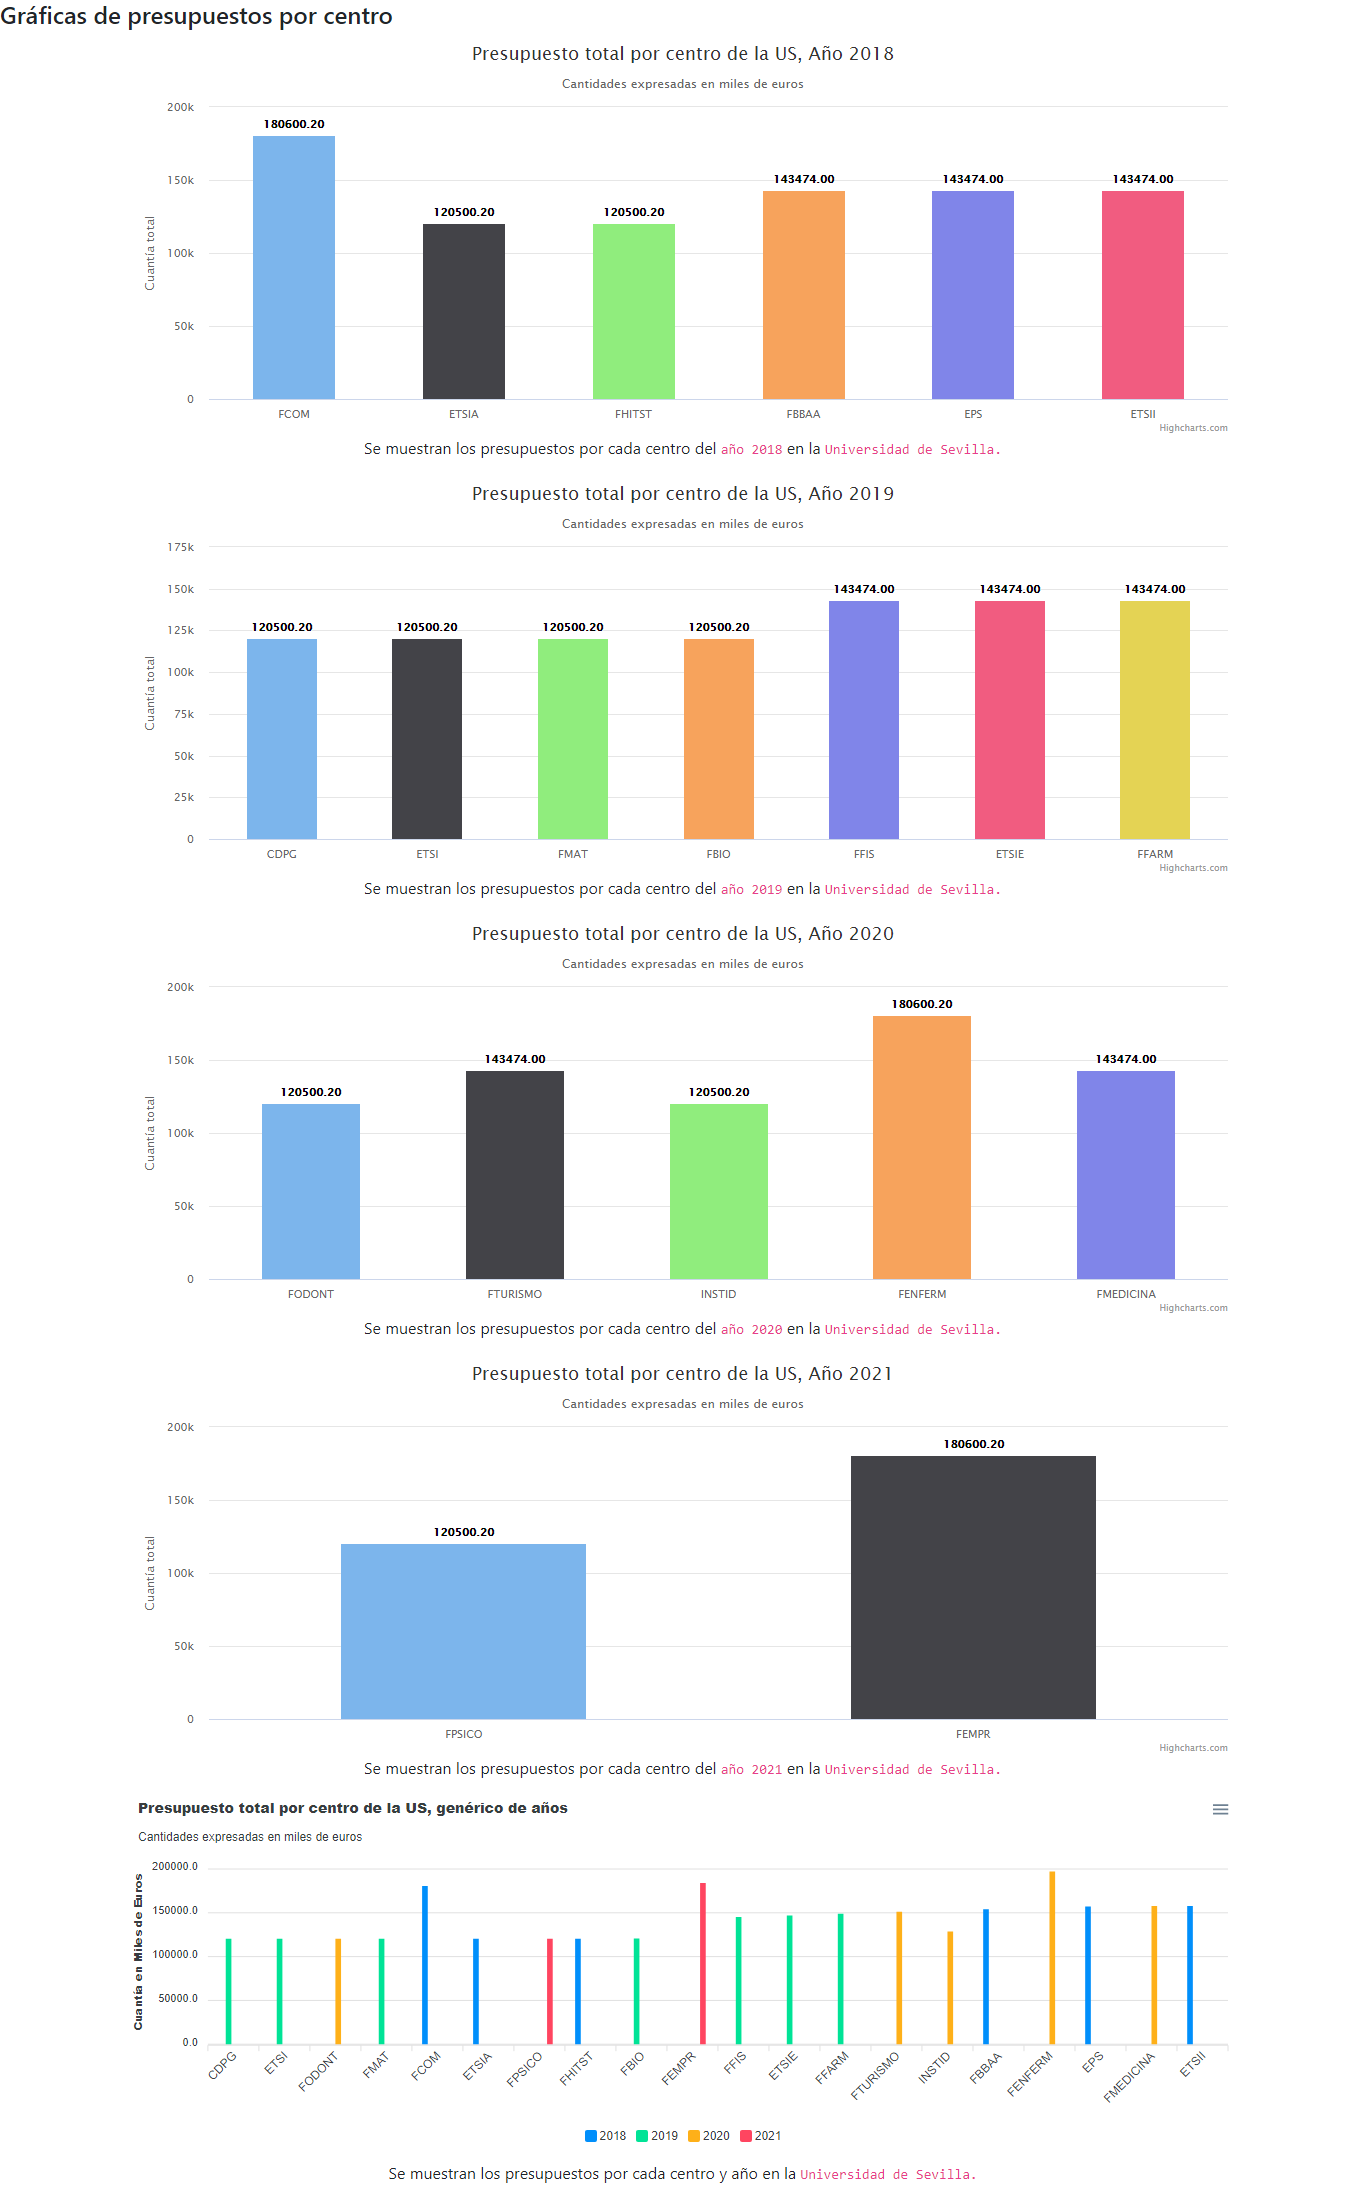 Gráficas de presupuestos por centro
Presupuesto total por centro de la US, Año 2018
Cantidades expresadas en miles de euros
Cuantía total
200k
150k
100k
50k
0
180600.20
120500.20
120500.20
143474.00
143474.00
143474.00
FCOM
ETSIA
FHITST
FBBAA
EPS
ETSII
Highcharts.com
Se muestran los presupuestos por cada centro del año 2018 en la Universidad de Sevilla.
Presupuesto total por centro de la US, Año 2019
Cantidades expresadas en miles de euros
Cuantía total
175k
150k
125k
100k
75k
50k
25k
0
120500.20
120500.20
120500.20
120500.20
143474.00
143474.00
143474.00
CDPG
ETSI
FMAT
FBIO
FFIS
ETSIE
FFARM
Highcharts.com
Se muestran los presupuestos por cada centro del año 2019 en la Universidad de Sevilla.
Presupuesto total por centro de la US, Año 2020
Cantidades expresadas en miles de euros
Cuantía total
200k
150k
100k
50k
0
120500.20
143474.00
120500.20
180600.20
143474.00
FODONT
FTURISMO
INSTID
FENFERM
FMEDICINA
Highcharts.com
Se muestran los presupuestos por cada centro del año 2020 en la Universidad de Sevilla.
Presupuesto total por centro de la US, Año 2021
Cantidades expresadas en miles de euros
Cuantía total
200k
150k
100k
50k
0
120500.20
180600.20
FPSICO
FEMPR
Highcharts.com
Se muestran los presupuestos por cada centro del año 2021 en la Universidad de Sevilla.
Presupuesto total por centro de la US, genérico de años
Cantidades expresadas en miles de euros
Cuantía en Miles de Euros
200000.0
150000.0
100000.0
50000.0
0.0
CDPG
ETSI
FODONT
FMAT
FCOM
ETSIA
FPSICO
FHITST
FBIO
FEMPR
FFIS
ETSIE
FFARM
FTURISMO
INSTID
FBBAA
FENFERM
EPS
FMEDICINA
ETSII
2018
2019
2020
2021
Se muestran los presupuestos por cada centro y año en la Universidad de Sevilla.